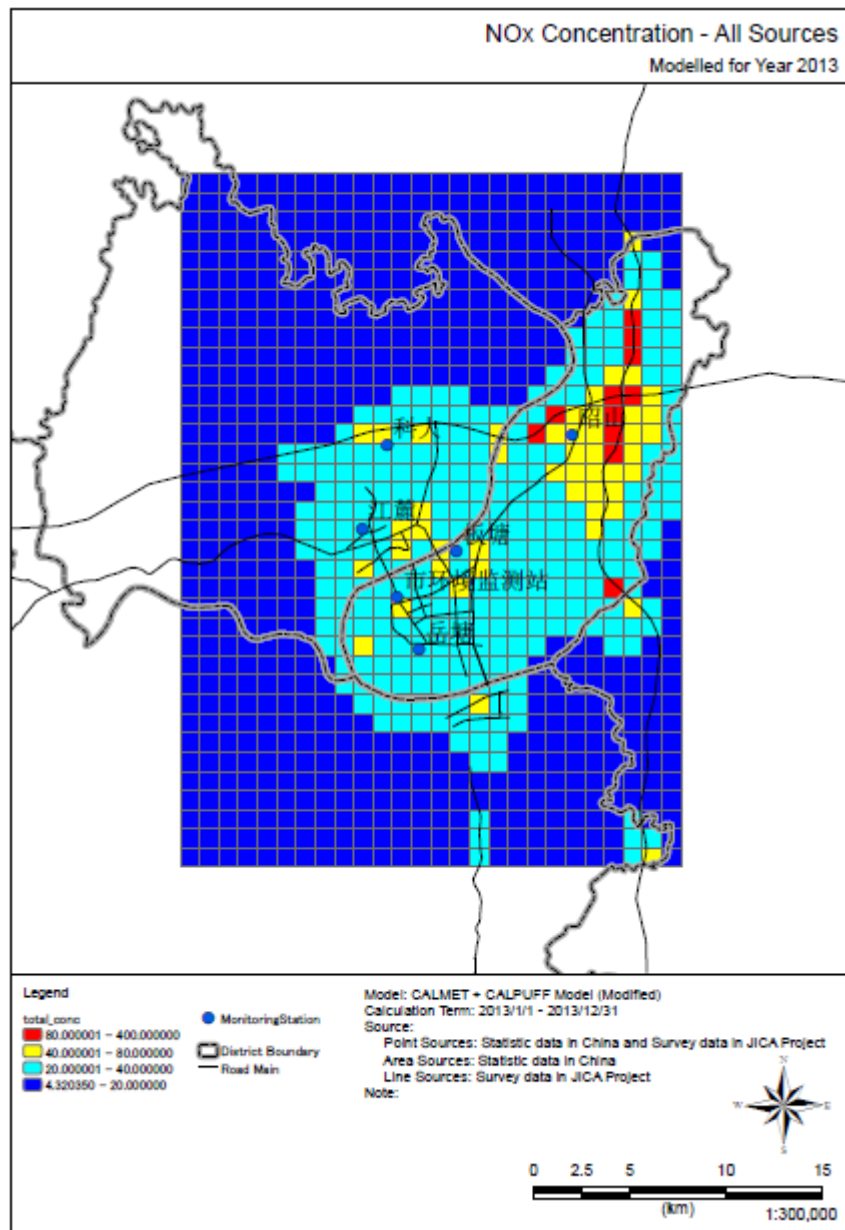 NOx Concentration - All Sources
Modelled for Year 2013
昭山
科大
江麓
板塘
市环境监测站
岳塘
Legend
total_conc
80.000001 - 400.000000
40.000001 - 80.000000
20.000001 - 40.000000
4.320350 - 20.000000
MonitoringStation
District Boundary
Road Main
Model: CALMET + CALPUFF Model (Modified)
Calculation Term: 2013/1/1 - 2013/12/31
Source:
Point Sources: Statistic data in China and Survey data in JICA Project
Area Sources: Statistic data in China
Line Sources: Survey data in JICA Project
Note:
N
W E
S
0 2.5 5 10 15
(km)
1:300,000